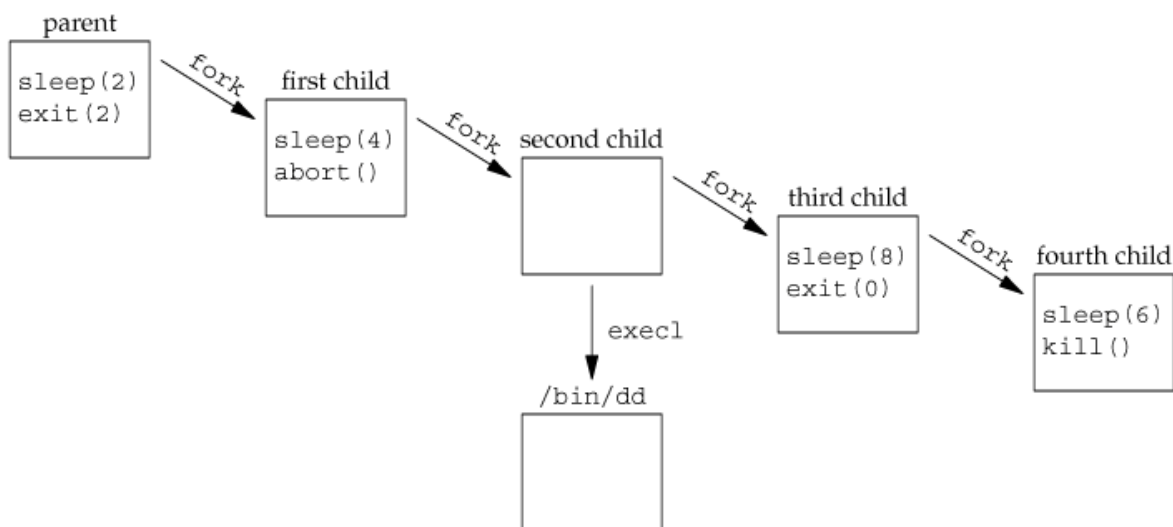 parent
sleep(2)
exit(2)
fork
first child
sleep(4)
abort()
fork
second child
fork
third child
sleep(8)
exit(0)
fork
fourth child
sleep(6)
kill()
execl
/bin/dd